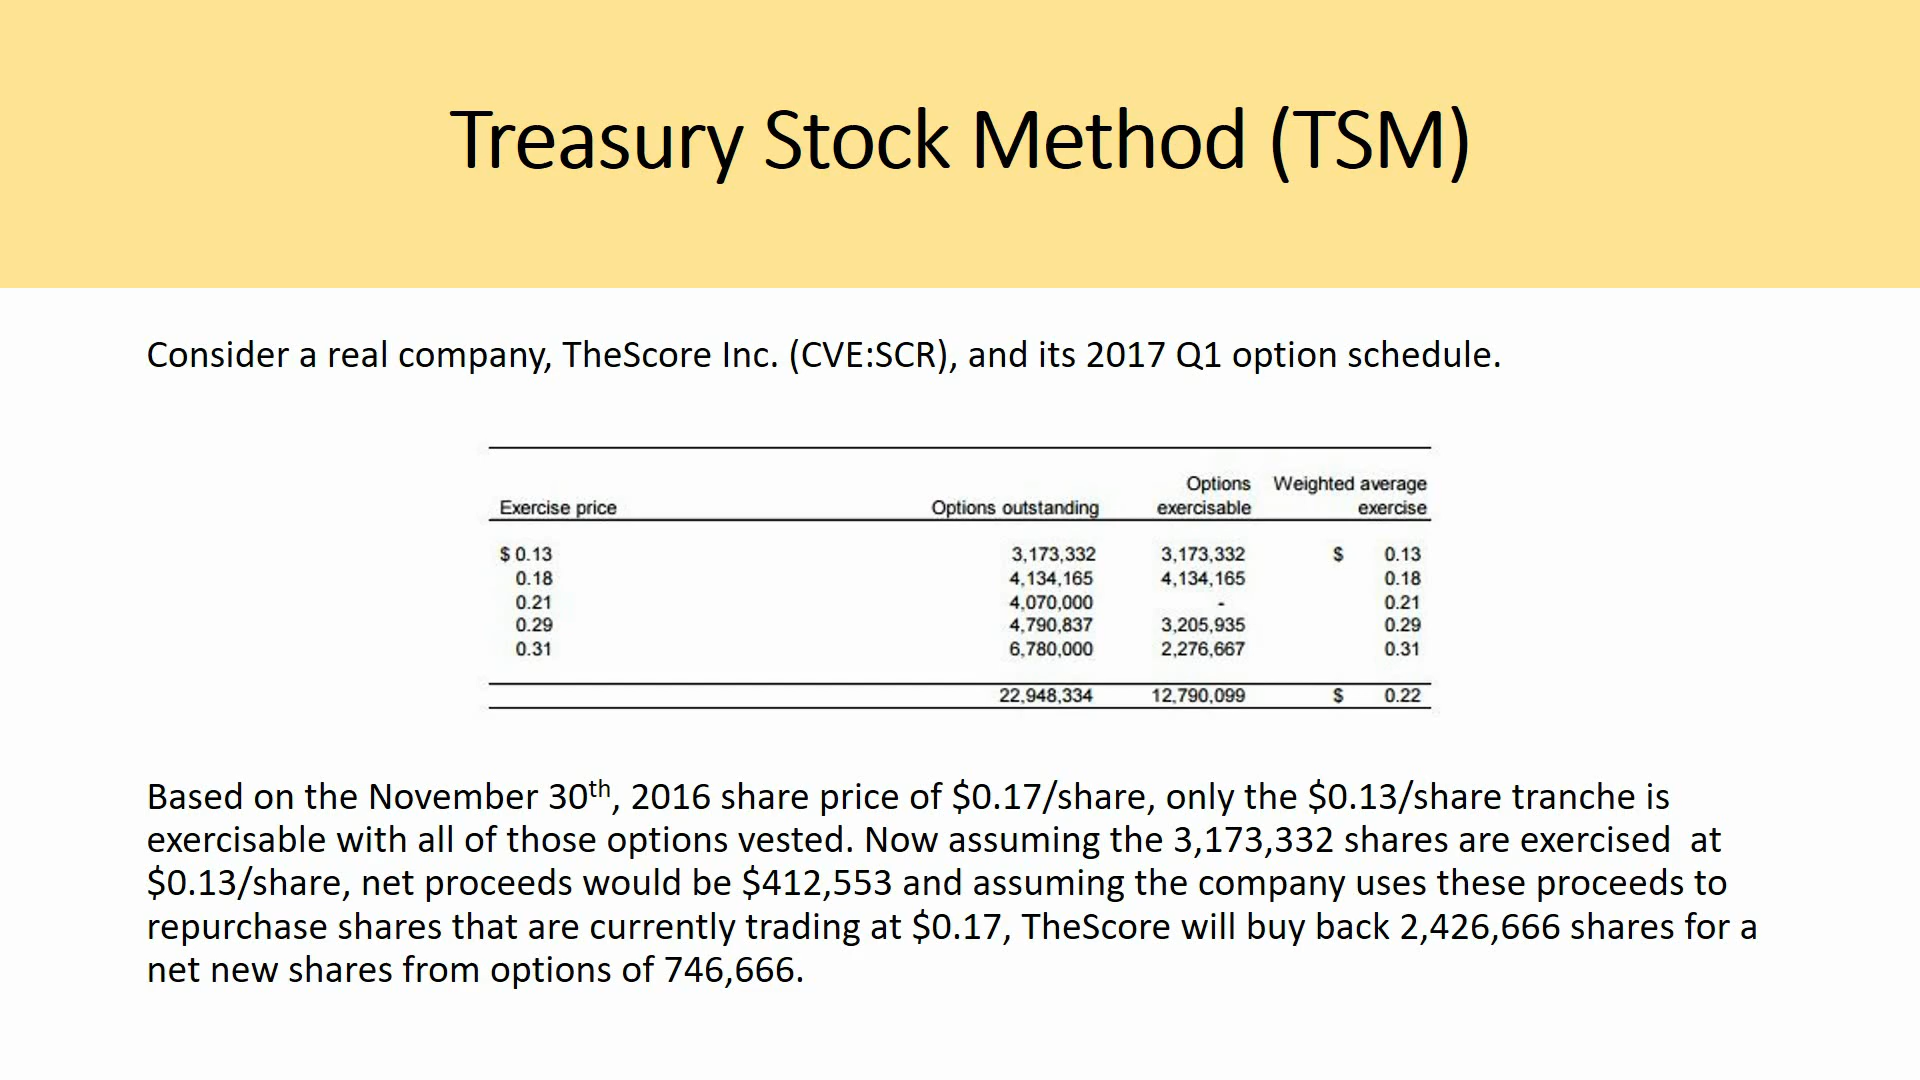 Treasury Stock Method (TSM)
Consider a real company, TheScore Inc. (CVE:SCR), and its 2017 Q1 option schedule.
Options Weighted average
Exercise price Options outstanding exercisable exercise
$ 0.13 3,173,332 3,173,332 $ 0.13
0.18 4,134,165 4,134,165 0.18
0.21 4,070,000 - 0.21
0.29 4,790,837 3,205,935 0.29
0.31 6,780,000 2,276,667 0.31
22,948,334 12,790,099 $ 0.22
Based on the November 30th, 2016 share price of $0.17/share, only the $0.13/share tranche is
exercisable with all of those options vested. Now assuming the 3,173,332 shares are exercised  at
$0.13/share, net proceeds would be $412,553 and assuming the company uses these proceeds to
repurchase shares that are currently trading at $0.17, TheScore will buy back 2,426,666 shares for a
net new shares from options of 746,666.